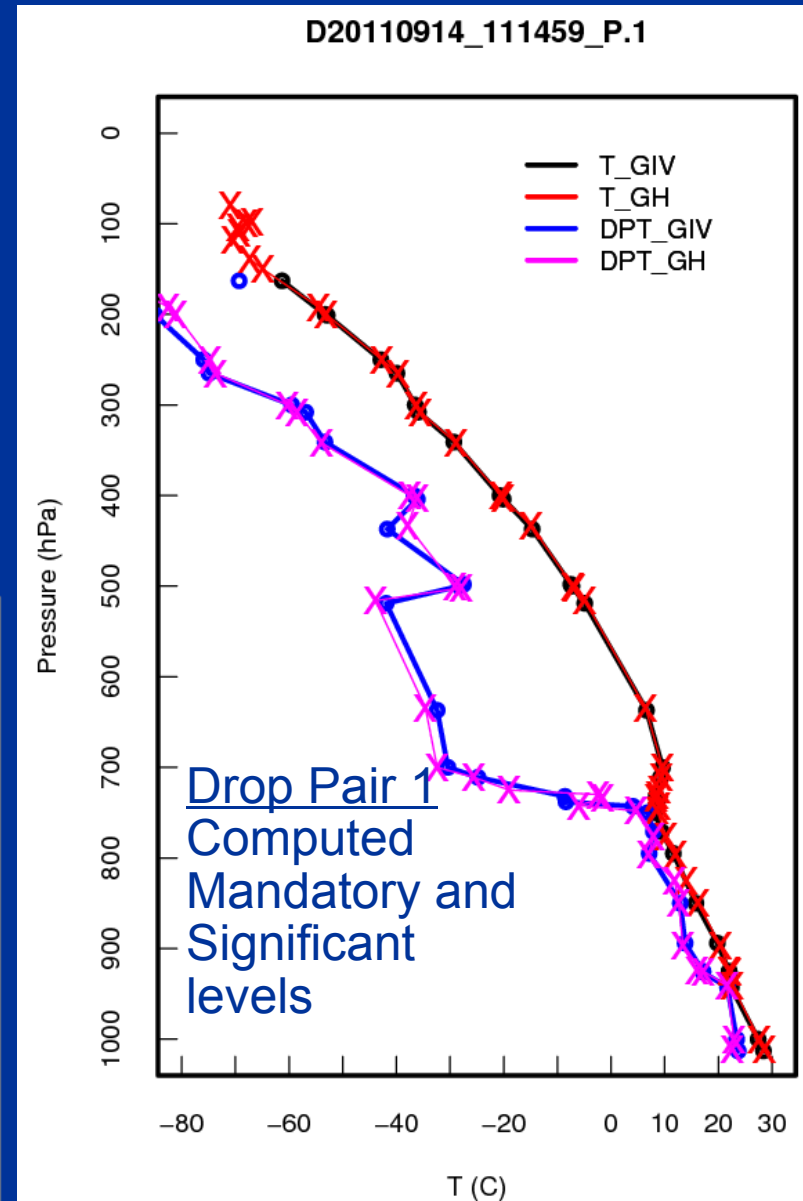 D20110914_111459_P.1
T_GIV
T_GH
DPT_GIV
DPT_GH
0
100
200
300
400
500
600
700
800
900
1000
Pressure (hPa)
Drop Pair 1
Computed
Mandatory and
Significant
levels
−80 −60 −40 −20 0 10 20 30
T (C)